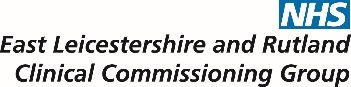 NHS
East Leicestershire and Rutland
Clinical Commissioning Group